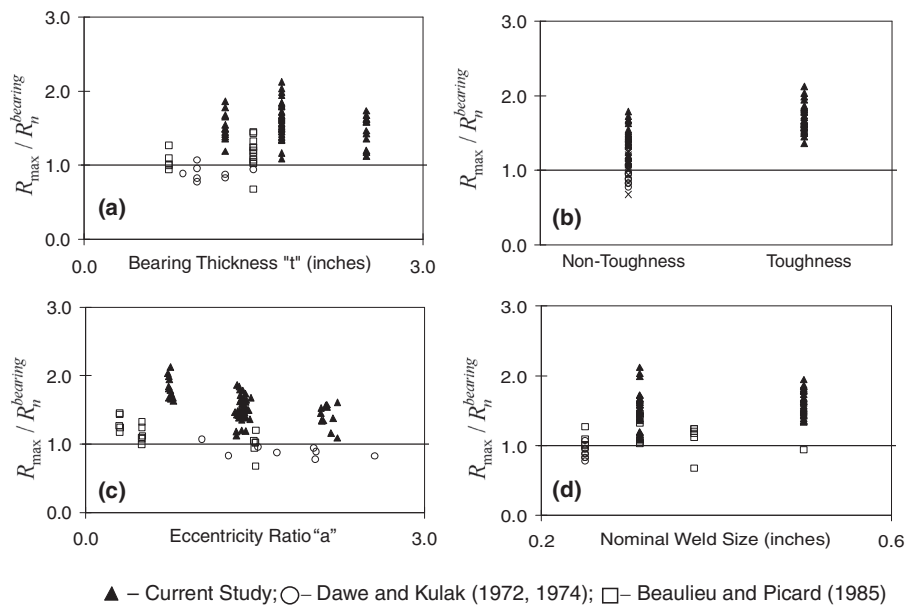 3.0
2.0
1.0
0.0
R_max / R_n^bearing
(a)
0.0 3.0
Bearing Thickness "t" (inches)
3.0
2.0
1.0
0.0
R_max / R_n^bearing
(b)
Non-Toughness Toughness
3.0
2.0
1.0
0.0
R_max / R_n^bearing
(c)
0.0 3.0
Eccentricity Ratio "a"
3.0
2.0
1.0
0.0
R_max / R_n^bearing
(d)
0.2 0.6
Nominal Weld Size (inches)
▲ – Current Study; ○– Dawe and Kulak (1972, 1974); □– Beaulieu and Picard (1985)